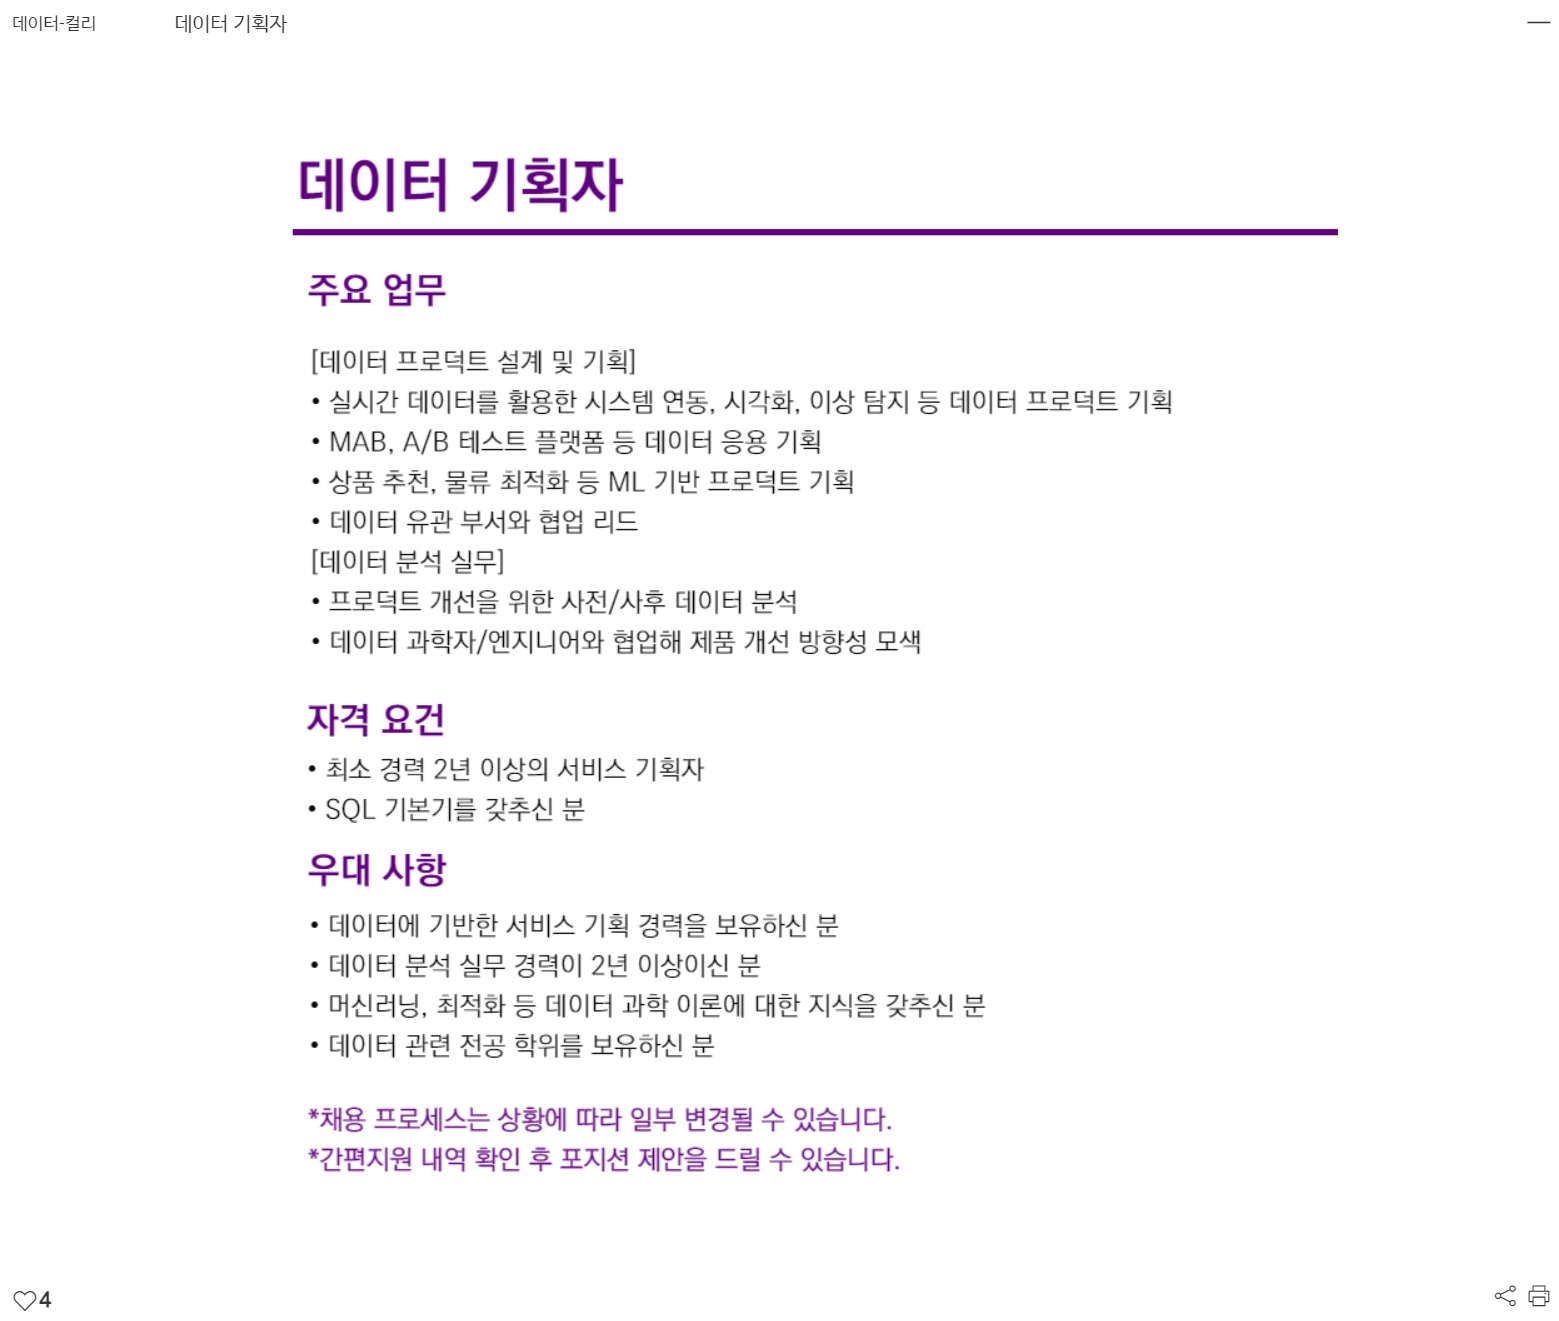 데이터-컬리
데이터 기획자
데이터 기획자
주요 업무
[데이터 프로덕트 설계 및 기획]
• 실시간 데이터를 활용한 시스템 연동, 시각화, 이상 탐지 등 데이터 프로덕트 기획
• MAB, A/B 테스트 플랫폼 등 데이터 응용 기획
• 상품 추천, 물류 최적화 등 ML 기반 프로덕트 기획
• 데이터 유관 부서와 협업 리드
[데이터 분석 실무]
• 프로덕트 개선을 위한 사전/사후 데이터 분석
• 데이터 과학자/엔지니어와 협업해 제품 개선 방향성 모색
자격 요건
• 최소 경력 2년 이상의 서비스 기획자
• SQL 기본기를 갖추신 분
우대 사항
• 데이터에 기반한 서비스 기획 경력을 보유하신 분
• 데이터 분석 실무 경력이 2년 이상이신 분
• 머신러닝, 최적화 등 데이터 과학 이론에 대한 지식을 갖추신 분
• 데이터 관련 전공 학위를 보유하신 분
*채용 프로세스는 상황에 따라 일부 변경될 수 있습니다.
*간편지원 내역 확인 후 포지션 제안을 드릴 수 있습니다.
4